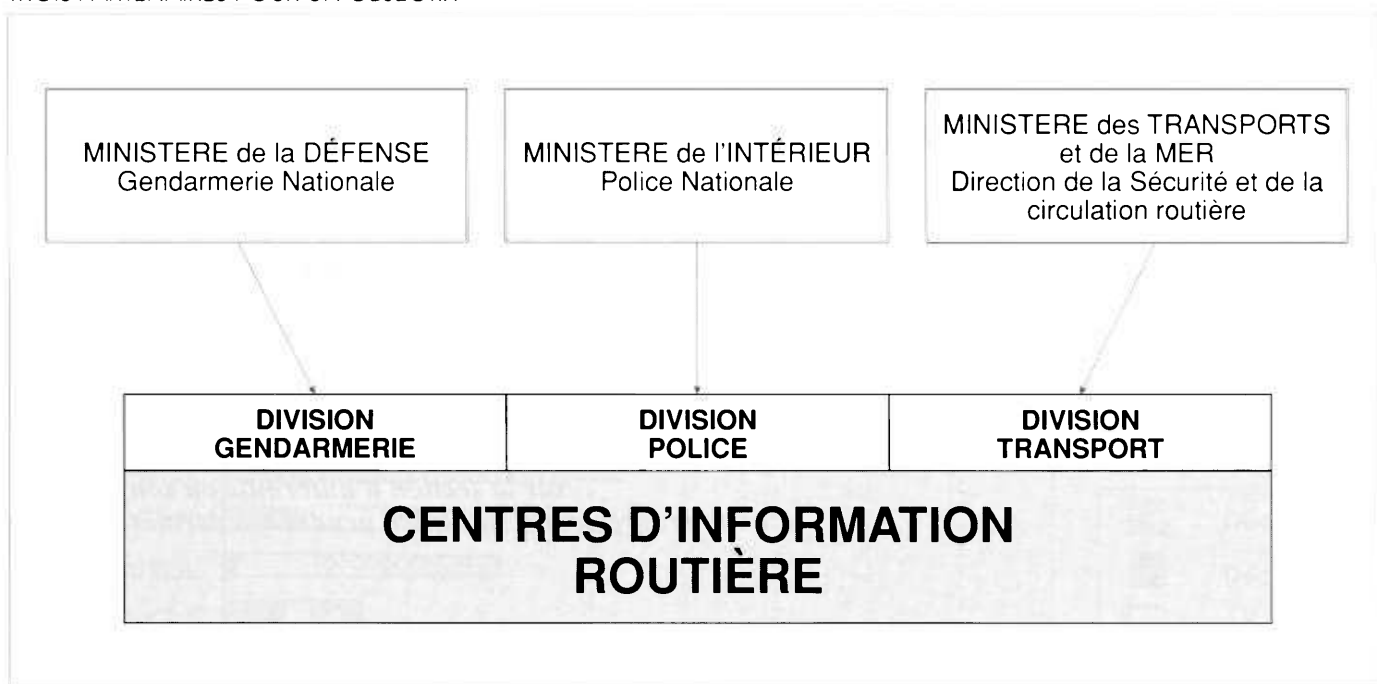 MINISTERE de la DÉFENSE
Gendarmerie Nationale
MINISTERE de l'INTÉRIEUR
Police Nationale
MINISTERE des TRANSPORTS
et de la MER
Direction de la Sécurité et de la
circulation routière
DIVISION
GENDARMERIE
DIVISION
POLICE
DIVISION
TRANSPORT
CENTRES D'INFORMATION
ROUTIÈRE